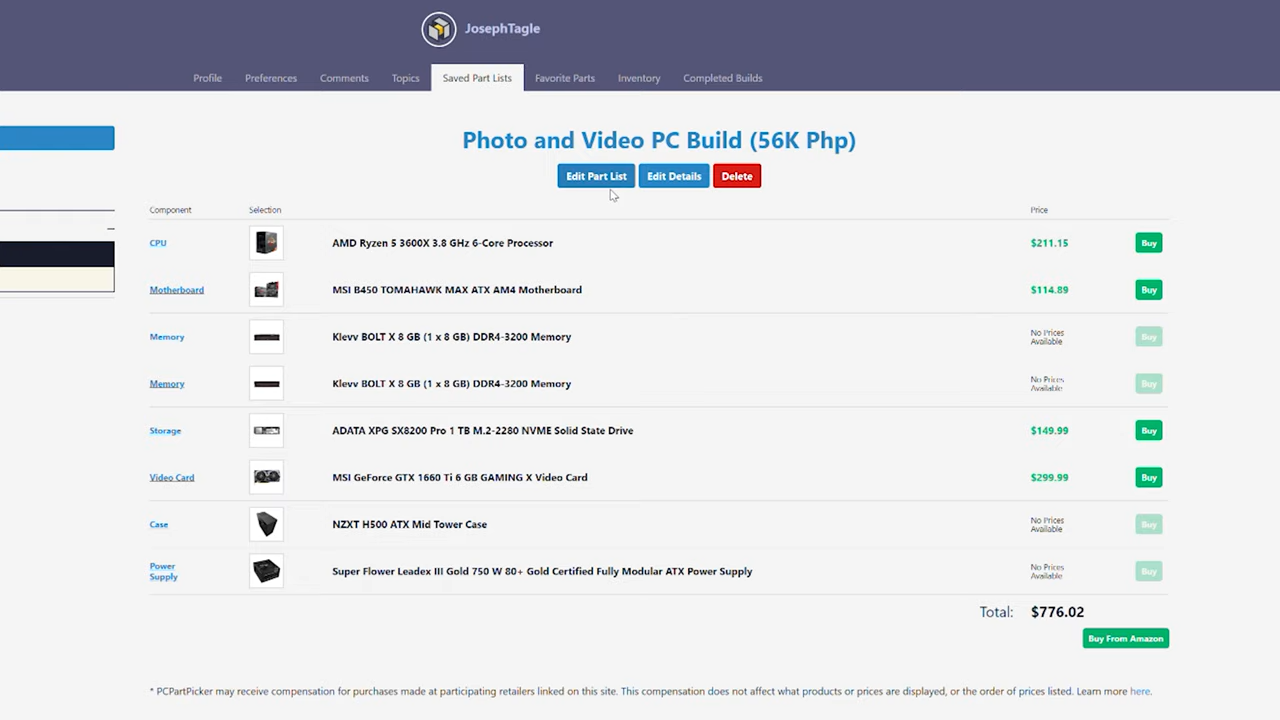 JosephTagle
Profile Preferences Comments Topics Saved Part Lists Favorite Parts Inventory Completed Builds
Photo and Video PC Build (56K Php)
Edit Part List Edit Details Delete
Component Selection Price
CPU AMD Ryzen 5 3600X 3.8 GHz 6-Core Processor $211.15 Buy
Motherboard MSI B450 TOMAHAWK MAX ATX AM4 Motherboard $114.89 Buy
Memory Klevv BOLT X 8 GB (1 x 8 GB) DDR4-3200 Memory No Prices Available Buy
Memory Klevv BOLT X 8 GB (1 x 8 GB) DDR4-3200 Memory No Prices Available Buy
Storage ADATA XPG SX8200 Pro 1 TB M.2-2280 NVME Solid State Drive $149.99 Buy
Video Card MSI GeForce GTX 1660 Ti 6 GB GAMING X Video Card $299.99 Buy
Case NZXT H500 ATX Mid Tower Case No Prices Available Buy
Power Supply Super Flower Leadex III Gold 750 W 80+ Gold Certified Fully Modular ATX Power Supply No Prices Available Buy
Total: $776.02
Buy From Amazon
* PCPartPicker may receive compensation for purchases made at participating retailers linked on this site. This compensation does not affect what products or prices are displayed, or the order of prices listed. Learn more here.